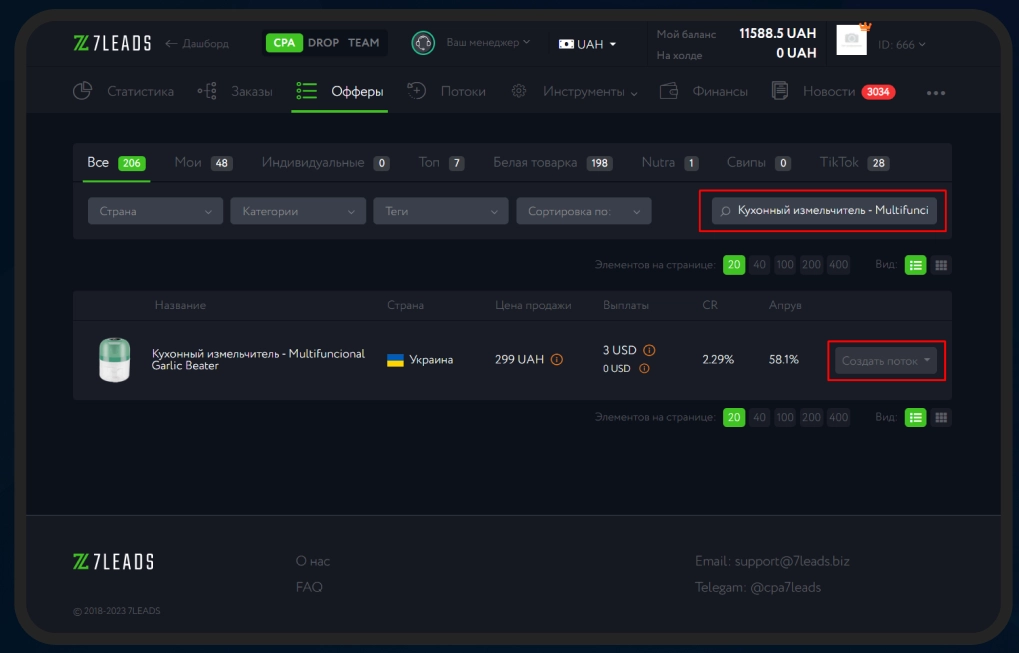 7LEADS
← Дашборд
CPA DROP TEAM
Ваш менеджер
UAH
Мой баланс 11588.5 UAH
На холде 0 UAH
ID: 666
Статистика Заказы Офферы Потоки Инструменты Финансы Новости 3034
Все 206 Мои 48 Индивидуальные 0 Топ 7 Белая товарка 198 Nutra 1 Свипы 0 TikTok 28
Страна Категории Теги Сортировка по: Кухонный измельчитель - Multifunci
Элементов на странице: 20 40 100 200 400 Вид:
Название Страна Цена продажи Выплаты CR Апрув
Кухонный измельчитель - Multifuncional
Garlic Beater
Украина
299 UAH
3 USD
0 USD
2.29%
58.1%
Создать поток
Элементов на странице: 20 40 100 200 400 Вид:
7LEADS
О нас
FAQ
Email: support@7leads.biz
Telegam: @cpa7leads
© 2018-2023 7LEADS